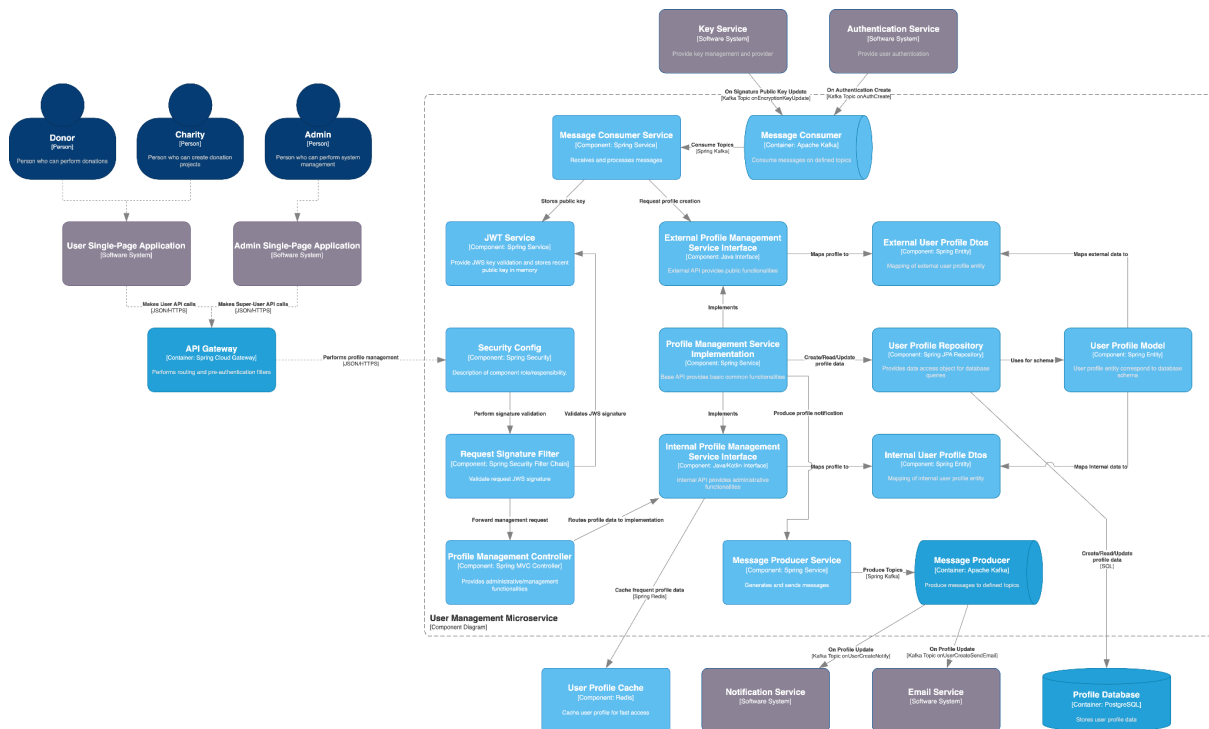 Key Service
[Software System]
Provide key management and provider
Authentication Service
[Software System]
Provide user authentication
Donor
[Person]
Person who can perform donations
Charity
[Person]
Person who can create donation
projects
Admin
[Person]
Person who can perform system
management
On Signature Public Key Update
[Kafka Topic onEncryptionKeyUpdate]
On Authentication Create
[Kafka Topic onAuthCreate]
Message Consumer Service
[Component: Spring Service]
Receives and processes messages
Consume Topics
[Spring Kafka]
Message Consumer
[Container: Apache Kafka]
Consume messages on defined topics
Stores public key
Request profile creation
User Single-Page Application
[Software System]
Admin Single-Page Application
[Software System]
JWT Service
[Component: Spring Service]
Provide JWS key validation and stores recent
public key in memory
External Profile Management
Service Interface
[Component: Java Interface]
External API provides public functionalities
Maps profile to
External User Profile Dtos
[Component: Spring Entity]
Mapping of external user profile entity
Maps external data to
Makes User API calls
[JSON/HTTPS]
Makes Super-User API calls
[JSON/HTTPS]
Implements
API Gateway
[Container: Spring Cloud Gateway]
Performs routing and pre-authentication filters
Performs profile management
[JSON/HTTPS]
Security Config
[Component: Spring Security]
Description of component role/responsibility.
Profile Management Service
Implementation
[Component: Spring Service]
Base API provides basic common functionalities
Create/Read/Update
profile data
User Profile Repository
[Component: Spring JPA Repository]
Provides data access object for database
queries
Uses for schema
User Profile Model
[Component: Spring Entity]
User profile entity correspond to database
schema
Perform signature validation
Validates JWS signature
Implements
Produce profile notification
Request Signature Filter
[Component: Spring Security Filter Chain]
Validate request JWS signature
Internal Profile Management
Service Interface
[Component: Java/Kotlin Interface]
Internal API provides administrative
functionalities
Maps profile to
Internal User Profile Dtos
[Component: Spring Entity]
Mapping of internal user profile entity
Maps internal data to
Forward management request
Routes profile data to implementation
Profile Management Controller
[Component: Spring MVC Controller]
Provides administrative/management
functionalities
Message Producer Service
[Component: Spring Service]
Generates and sends messages
Produce Topics
[Spring Kafka]
Message Producer
[Container: Apache Kafka]
Produce messages to defined topics
Create/Read/Update
profile data
[SQL]
Cache frequent profile data
[Spring Redis]
User Management Microservice
[Component Diagram]
On Profile Update
[Kafka Topic onUserCreateNotify]
On Profile Update
[Kafka Topic onUserCreateSendEmail]
User Profile Cache
[Component: Redis]
Cache user profile for fast access
Notification Service
[Software System]
Email Service
[Software System]
Profile Database
[Container: PostgreSQL]
Stores user profile data